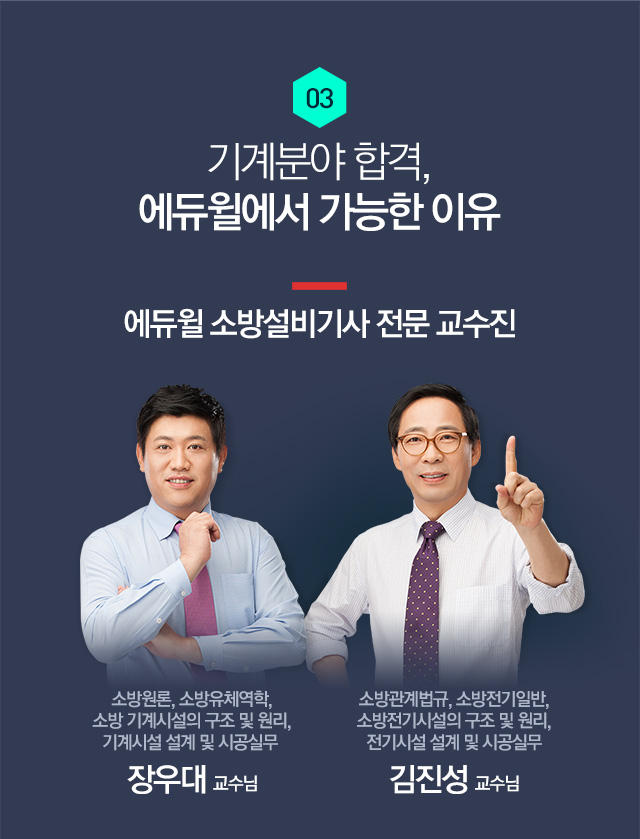 03
기계분야 합격,
에듀윌에서 가능한 이유
에듀윌 소방설비기사 전문 교수진
소방원론, 소방유체역학,
소방 기계시설의 구조 및 원리,
기계시설 설계 및 시공실무
장우대 교수님
소방관계법규, 소방전기일반,
소방전기시설의 구조 및 원리,
전기시설 설계 및 시공실무
김진성 교수님